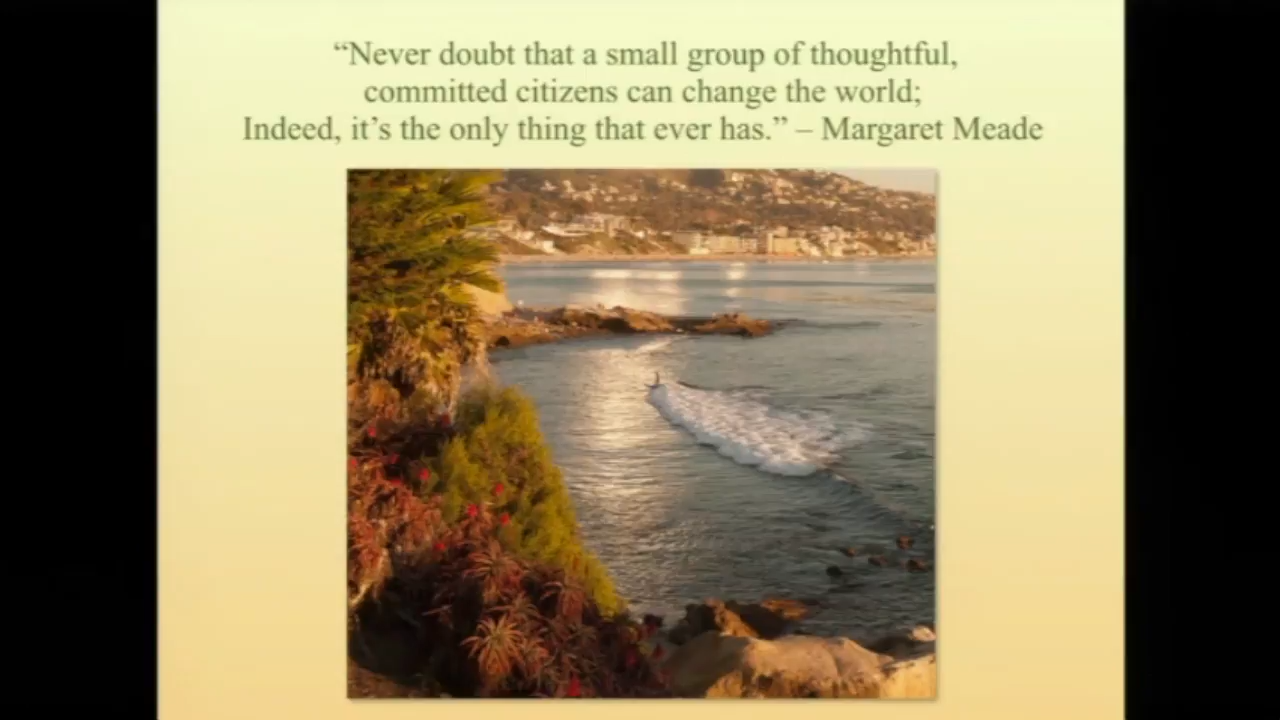 “Never doubt that a small group of thoughtful,
committed citizens can change the world;
Indeed, it’s the only thing that ever has.” – Margaret Meade